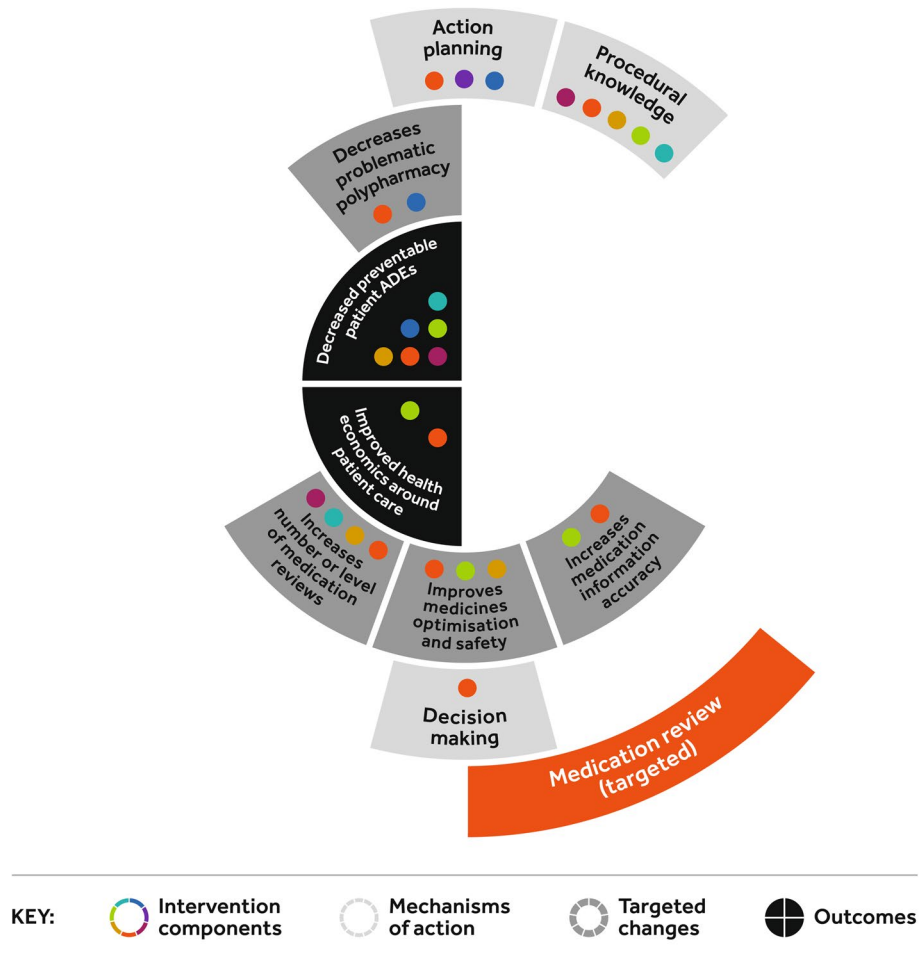 Action
planning
Procedural
knowledge
Decreases
problematic
polypharmacy
Decreased preventable
patient ADEs
Improved health
economics around
patient care
Increases
number or level
of medication
reviews
Improves
medicines
optimisation
and safety
Increases
medication
information
accuracy
Decision
making
Medication review
(targeted)
KEY:
Intervention
components
Mechanisms
of action
Targeted
changes
Outcomes